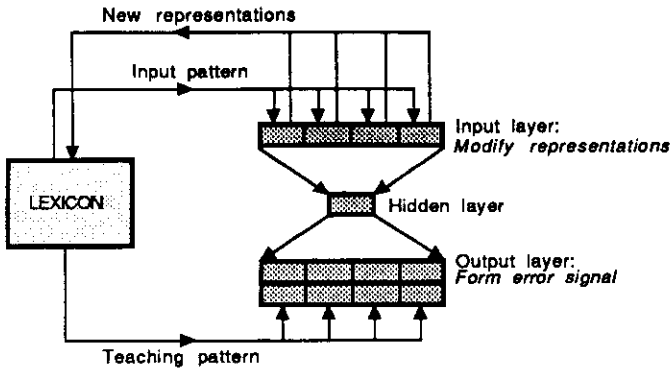 New representations
Input pattern
Input layer:
Modify representations
LEXICON
Hidden layer
Output layer:
Form error signal
Teaching pattern